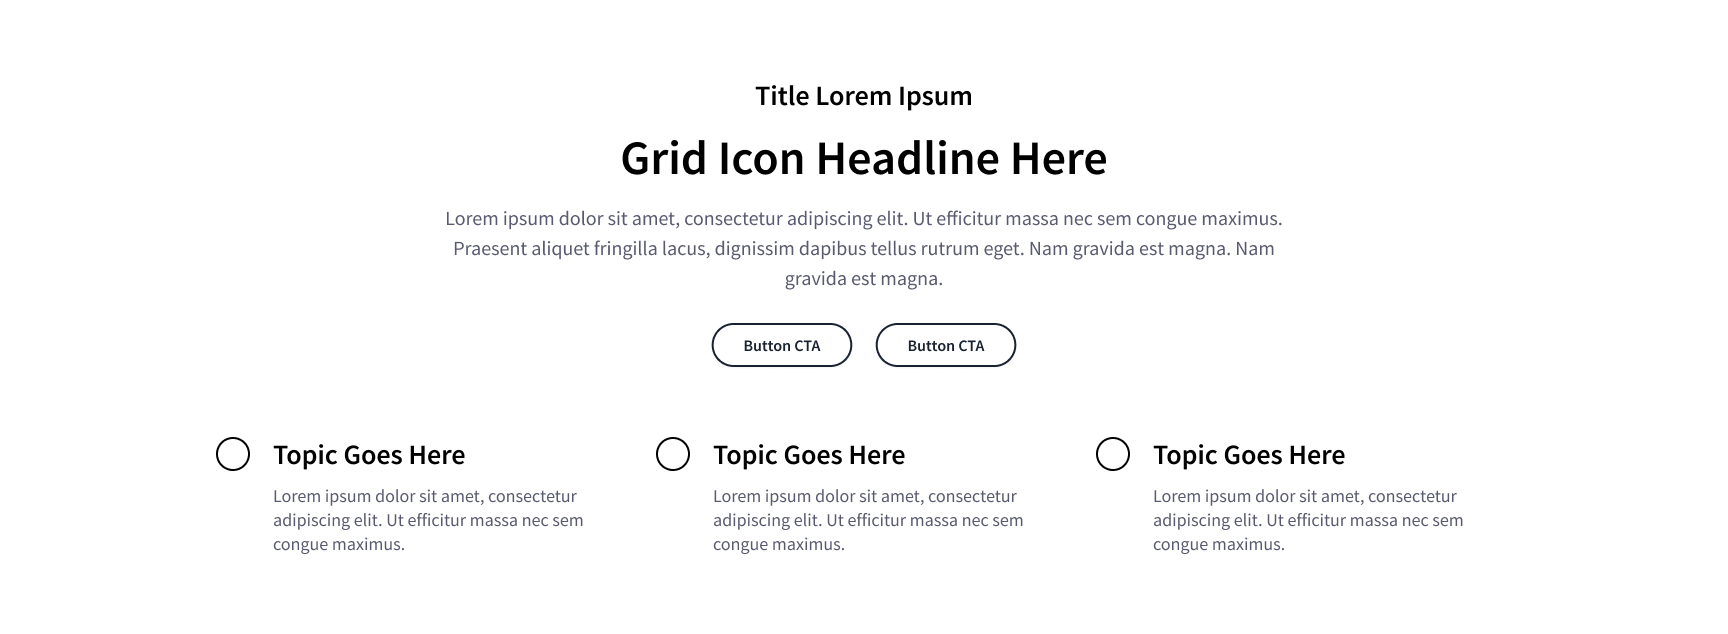 Title Lorem Ipsum
Grid Icon Headline Here
Lorem ipsum dolor sit amet, consectetur adipiscing elit. Ut efficitur massa nec sem congue maximus.
Praesent aliquet fringilla lacus, dignissim dapibus tellus rutrum eget. Nam gravida est magna. Nam
gravida est magna.
Button CTA
Button CTA
Topic Goes Here
Lorem ipsum dolor sit amet, consectetur
adipiscing elit. Ut efficitur massa nec sem
congue maximus.
Topic Goes Here
Lorem ipsum dolor sit amet, consectetur
adipiscing elit. Ut efficitur massa nec sem
congue maximus.
Topic Goes Here
Lorem ipsum dolor sit amet, consectetur
adipiscing elit. Ut efficitur massa nec sem
congue maximus.